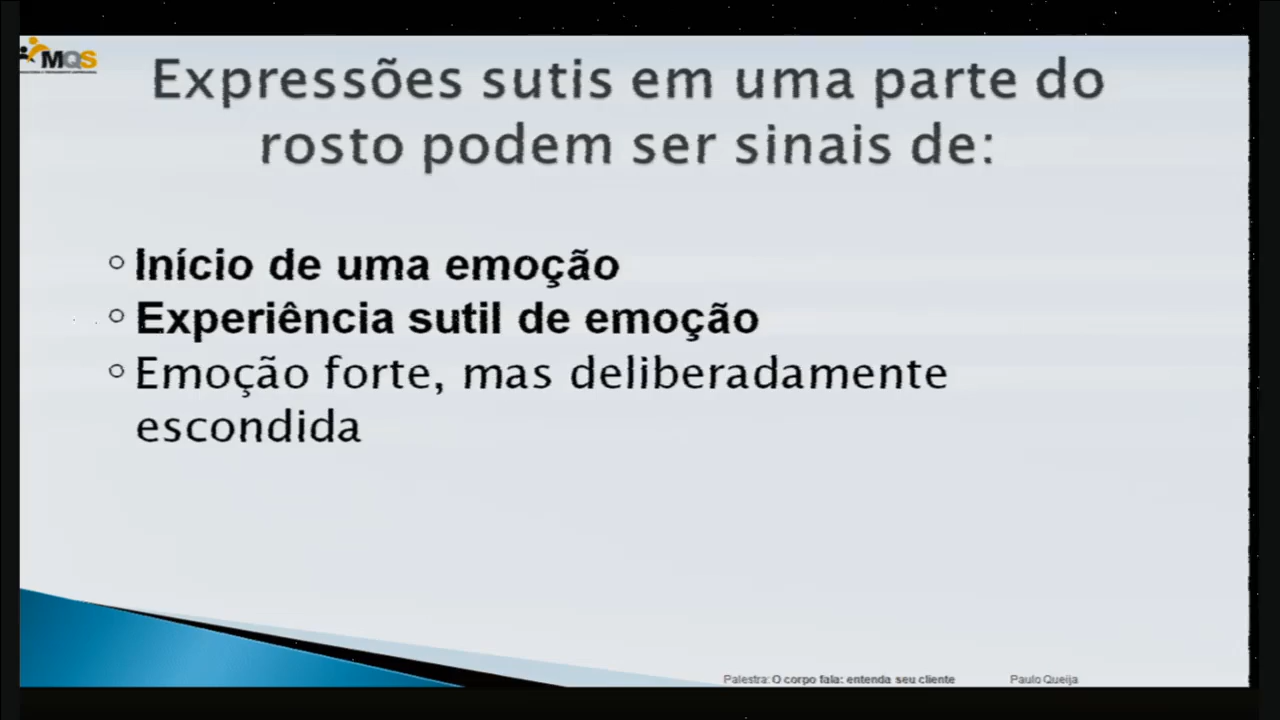 MQS
Expressões sutis em uma parte do
rosto podem ser sinais de:
Início de uma emoção
Experiência sutil de emoção
Emoção forte, mas deliberadamente
escondida
Palestra: O corpo fala: entenda seu cliente Paulo Queija